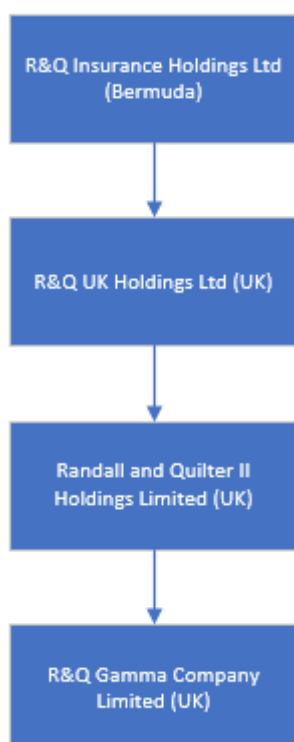 R&Q Insurance Holdings Ltd
(Bermuda)
R&Q UK Holdings Ltd (UK)
Randall and Quilter II
Holdings Limited (UK)
R&Q Gamma Company
Limited (UK)